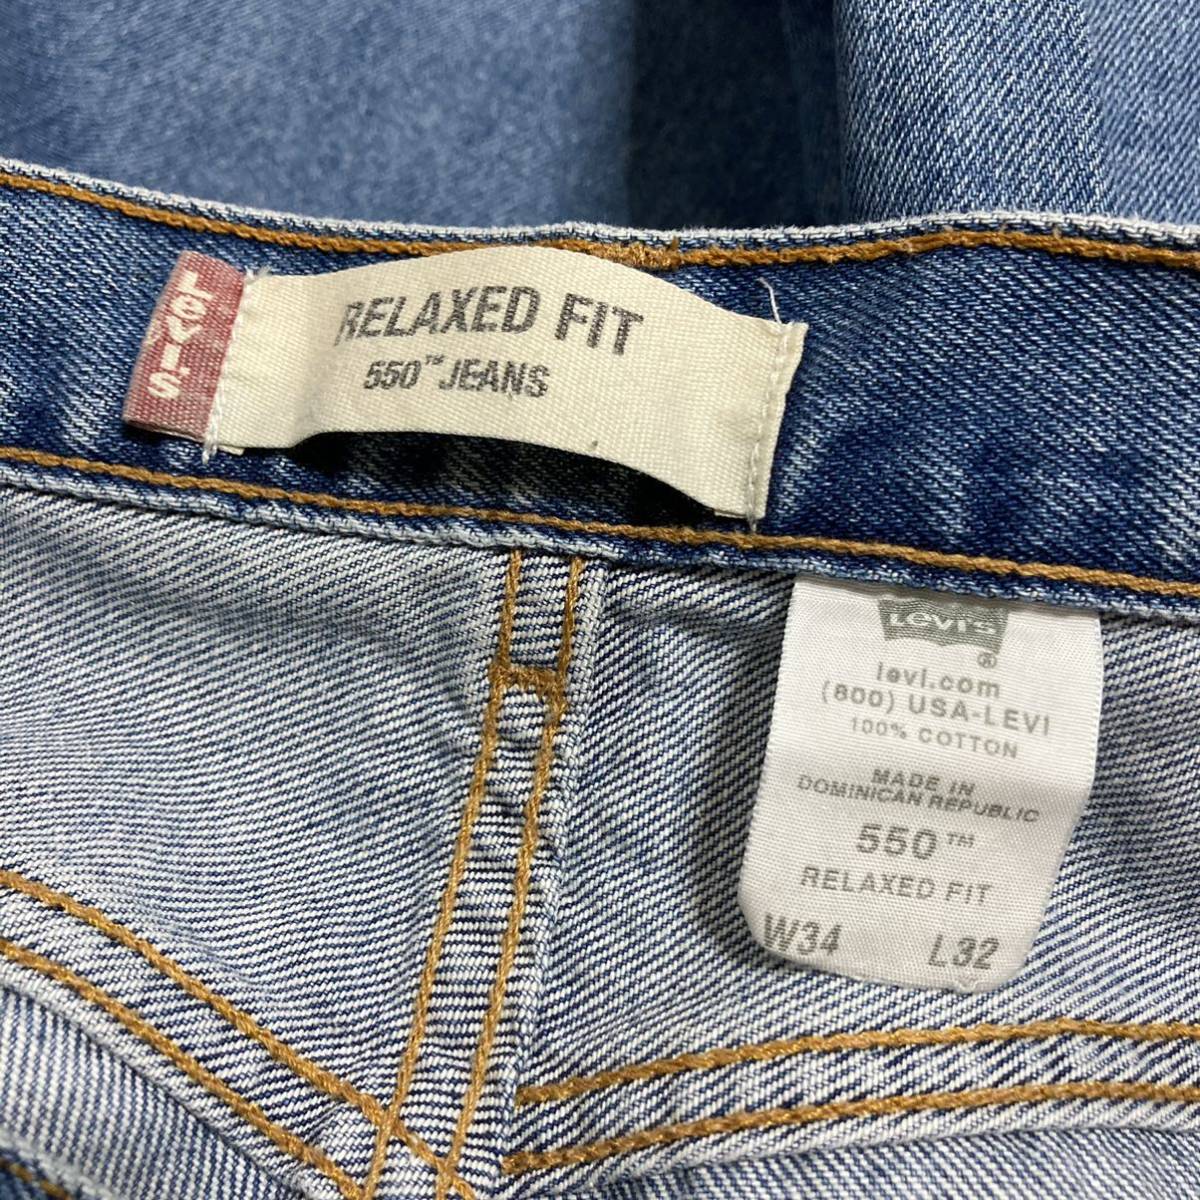 Levi's
RELAXED FIT
550™ JEANS
Levi's®
levi.com
(800) USA-LEVI
100% COTTON
MADE IN
DOMINICAN REPUBLIC
550™
RELAXED FIT
W34 L32